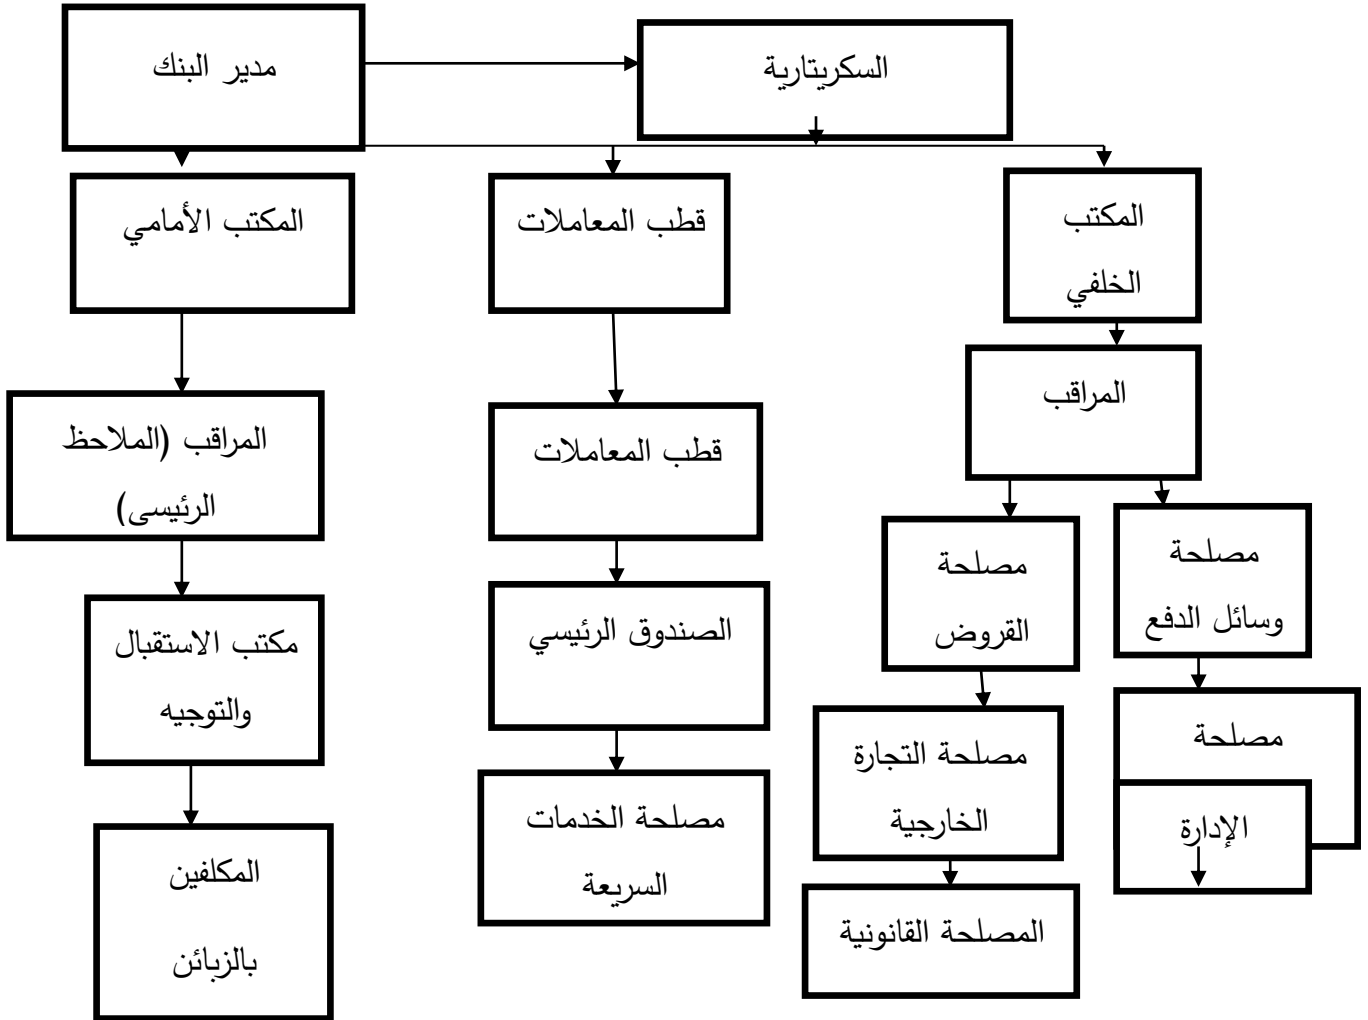 مدير البنك
السكريتارية
المكتب الأمامي
قطب المعاملات
المكتب
الخلفي
المراقب (الملاحظ
الرئيسى)
قطب المعاملات
المراقب
مكتب الاستقبال
والتوجيه
الصندوق الرئيسي
مصلحة
القروض
مصلحة
وسائل الدفع
المكلفين
بالزبائن
مصلحة الخدمات
السريعة
مصلحة التجارة
الخارجية
مصلحة
الإدارة
المصلحة القانونية